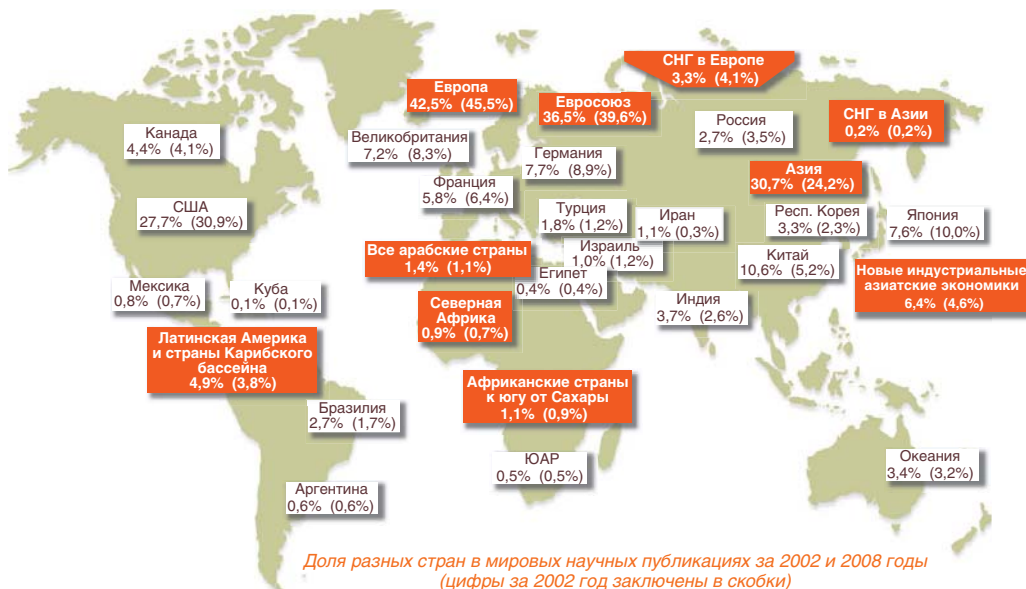 СНГ в Европе
3,3% (4,1%)
Европа
42,5% (45,5%)
Евросоюз
36,5% (39,6%)
СНГ в Азии
0,2% (0,2%)
Россия
2,7% (3,5%)
Канада
4,4% (4,1%)
Великобритания
7,2% (8,3%)
Германия
7,7% (8,9%)
Азия
30,7% (24,2%)
Франция
5,8% (6,4%)
США
27,7% (30,9%)
Турция
1,8% (1,2%)
Иран
1,1% (0,3%)
Респ. Корея
3,3% (2,3%)
Япония
7,6% (10,0%)
Все арабские страны
1,4% (1,1%)
Израиль
1,0% (1,2%)
Китай
10,6% (5,2%)
Новые индустриальные
азиатские экономики
6,4% (4,6%)
Египет
0,4% (0,4%)
Мексика
0,8% (0,7%)
Куба
0,1% (0,1%)
Северная
Африка
0,9% (0,7%)
Индия
3,7% (2,6%)
Латинская Америка
и страны Карибского
бассейна
4,9% (3,8%)
Африканские страны
к югу от Сахары
1,1% (0,9%)
Бразилия
2,7% (1,7%)
ЮАР
0,5% (0,5%)
Океания
3,4% (3,2%)
Аргентина
0,6% (0,6%)
Доля разных стран в мировых научных публикациях за 2002 и 2008 годы
(цифры за 2002 год заключены в скобки)